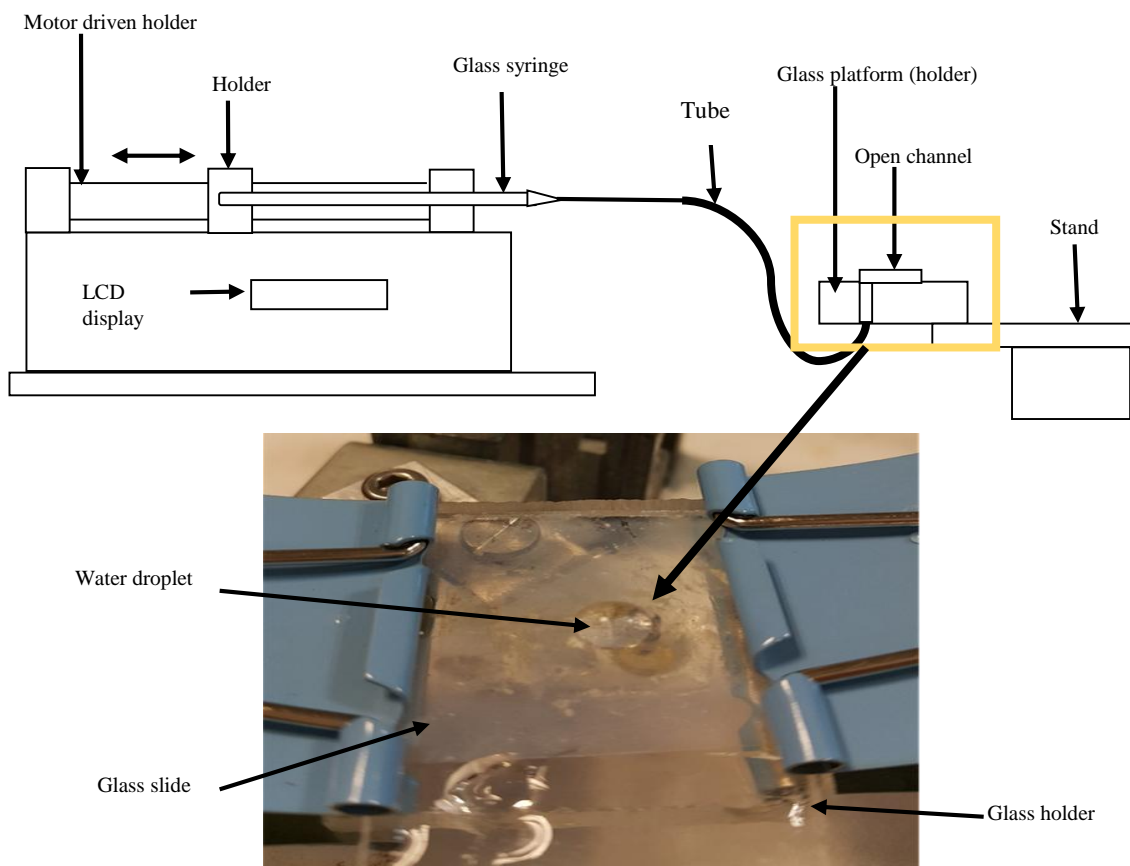 Motor driven holder
Holder
Glass syringe
Glass platform (holder)
Tube
Open channel
Stand
LCD
display
Water droplet
Glass slide
Glass holder